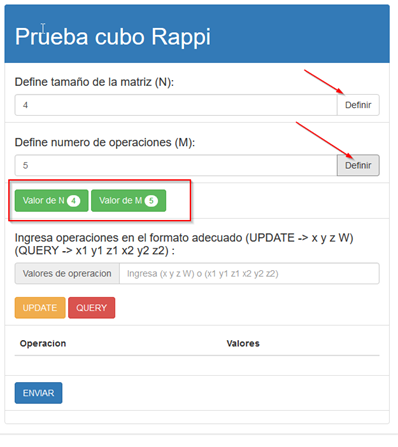 Prueba cubo Rappi
Define tamaño de la matriz (N):
4 Definir
Define numero de operaciones (M):
5 Definir
Valor de N 4 Valor de M 5
Ingresa operaciones en el formato adecuado (UPDATE -> x y z W)
(QUERY -> x1 y1 z1 x2 y2 z2) :
Valores de opreracion Ingresa (x y z W) o (x1 y1 z1 x2 y2 z2)
UPDATE QUERY
Operacion Valores
ENVIAR